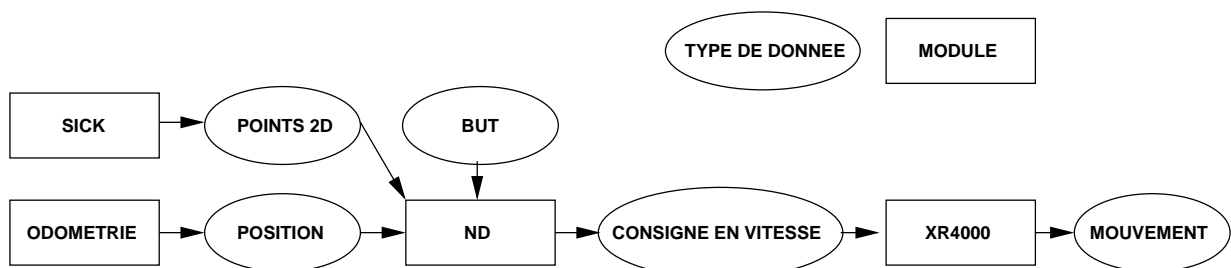 TYPE DE DONNEE
MODULE
SICK
POINTS 2D
BUT
ODOMETRIE
POSITION
ND
CONSIGNE EN VITESSE
XR4000
MOUVEMENT